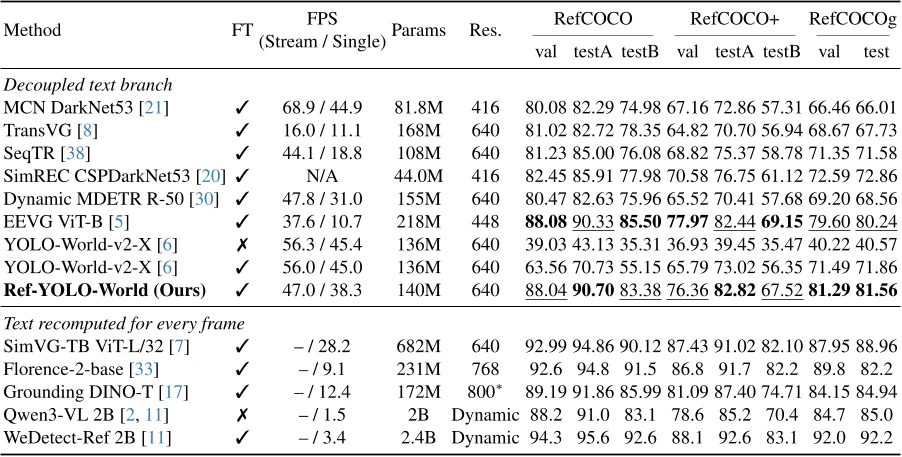 Method FT FPS (Stream / Single) Params Res. RefCOCO RefCOCO+ RefCOCOg
val testA testB val testA testB val test
Decoupled text branch
MCN DarkNet53 [21] ✓ 68.9 / 44.9 81.8M 416 80.08 82.29 74.98 67.16 72.86 57.31 66.46 66.01
TransVG [8] ✓ 16.0 / 11.1 168M 640 81.02 82.72 78.35 64.82 70.70 56.94 68.67 67.73
SeqTR [38] ✓ 44.1 / 18.8 108M 640 81.23 85.00 76.08 68.82 75.37 58.78 71.35 71.58
SimREC CSPDarkNet53 [20] ✓ N/A 44.0M 416 82.45 85.91 77.98 70.58 76.75 61.12 72.59 72.86
Dynamic MDETR R-50 [30] ✓ 47.8 / 31.0 155M 640 80.47 82.63 75.96 65.52 70.41 57.68 69.20 68.56
EEVG ViT-B [5] ✓ 37.6 / 10.7 218M 448 88.08 90.33 85.50 77.97 82.44 69.15 79.60 80.24
YOLO-World-v2-X [6] ✗ 56.3 / 45.4 136M 640 39.03 43.13 35.31 36.93 39.45 35.47 40.22 40.57
YOLO-World-v2-X [6] ✓ 56.0 / 45.0 136M 640 63.56 70.73 55.15 65.79 73.02 56.35 71.49 71.86
Ref-YOLO-World (Ours) ✓ 47.0 / 38.3 140M 640 88.04 90.70 83.38 76.36 82.82 67.52 81.29 81.56
Text recomputed for every frame
SimVG-TB ViT-L/32 [7] ✓ – / 28.2 682M 640 92.99 94.86 90.12 87.43 91.02 82.10 87.95 88.96
Florence-2-base [33] ✓ – / 9.1 231M 768 92.6 94.8 91.5 86.8 91.7 82.2 89.8 82.2
Grounding DINO-T [17] ✓ – / 12.4 172M 800* 89.19 91.86 85.99 81.09 87.40 74.71 84.15 84.94
Qwen3-VL 2B [2, 11] ✗ – / 1.5 2B Dynamic 88.2 91.0 83.1 78.6 85.2 70.4 84.7 85.0
WeDetect-Ref 2B [11] ✓ – / 3.4 2.4B Dynamic 94.3 95.6 92.6 88.1 92.6 83.1 92.0 92.2